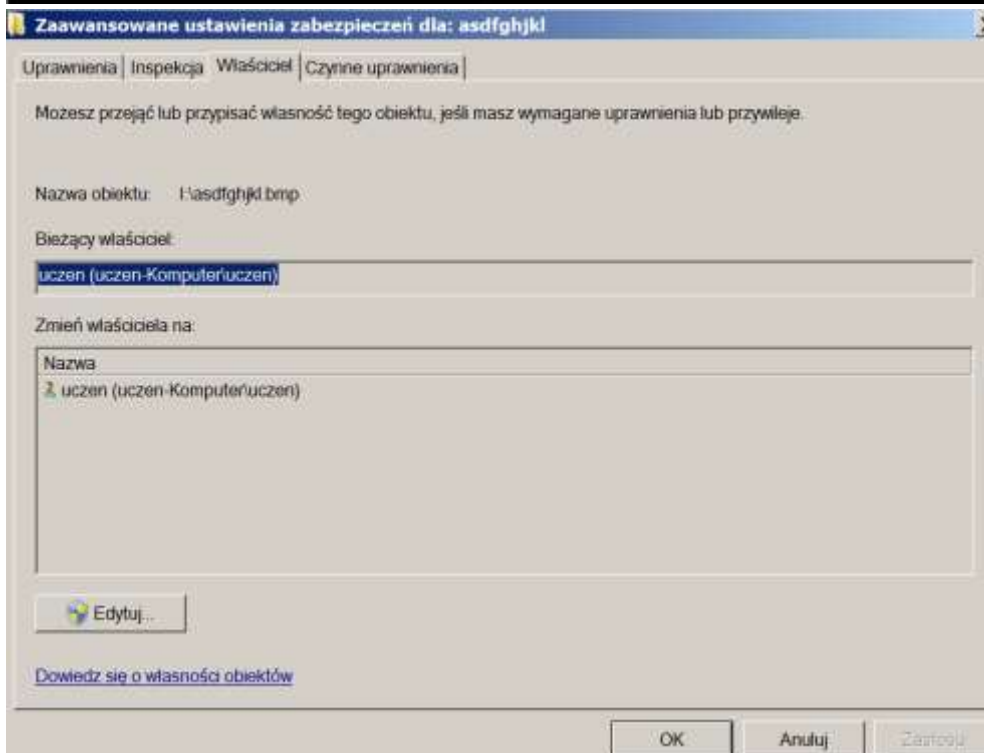 Zaawansowane ustawienia zabezpieczeń dla: asdfghjkl
Uprawnienia Inspekcja Właściciel Czynne uprawnienia
Możesz przejąć lub przypisać własność tego obiektu, jeśli masz wymagane uprawnienia lub przywileje.
Nazwa obiektu: I:\asdfghjkl.bmp
Bieżący właściciel:
uczen (uczen-Komputer\uczen)
Zmień właściciela na:
Nazwa
uczen (uczen-Komputer\uczen)
Edytuj...
Dowiedz się o własności obiektów
OK Anuluj Zastosuj